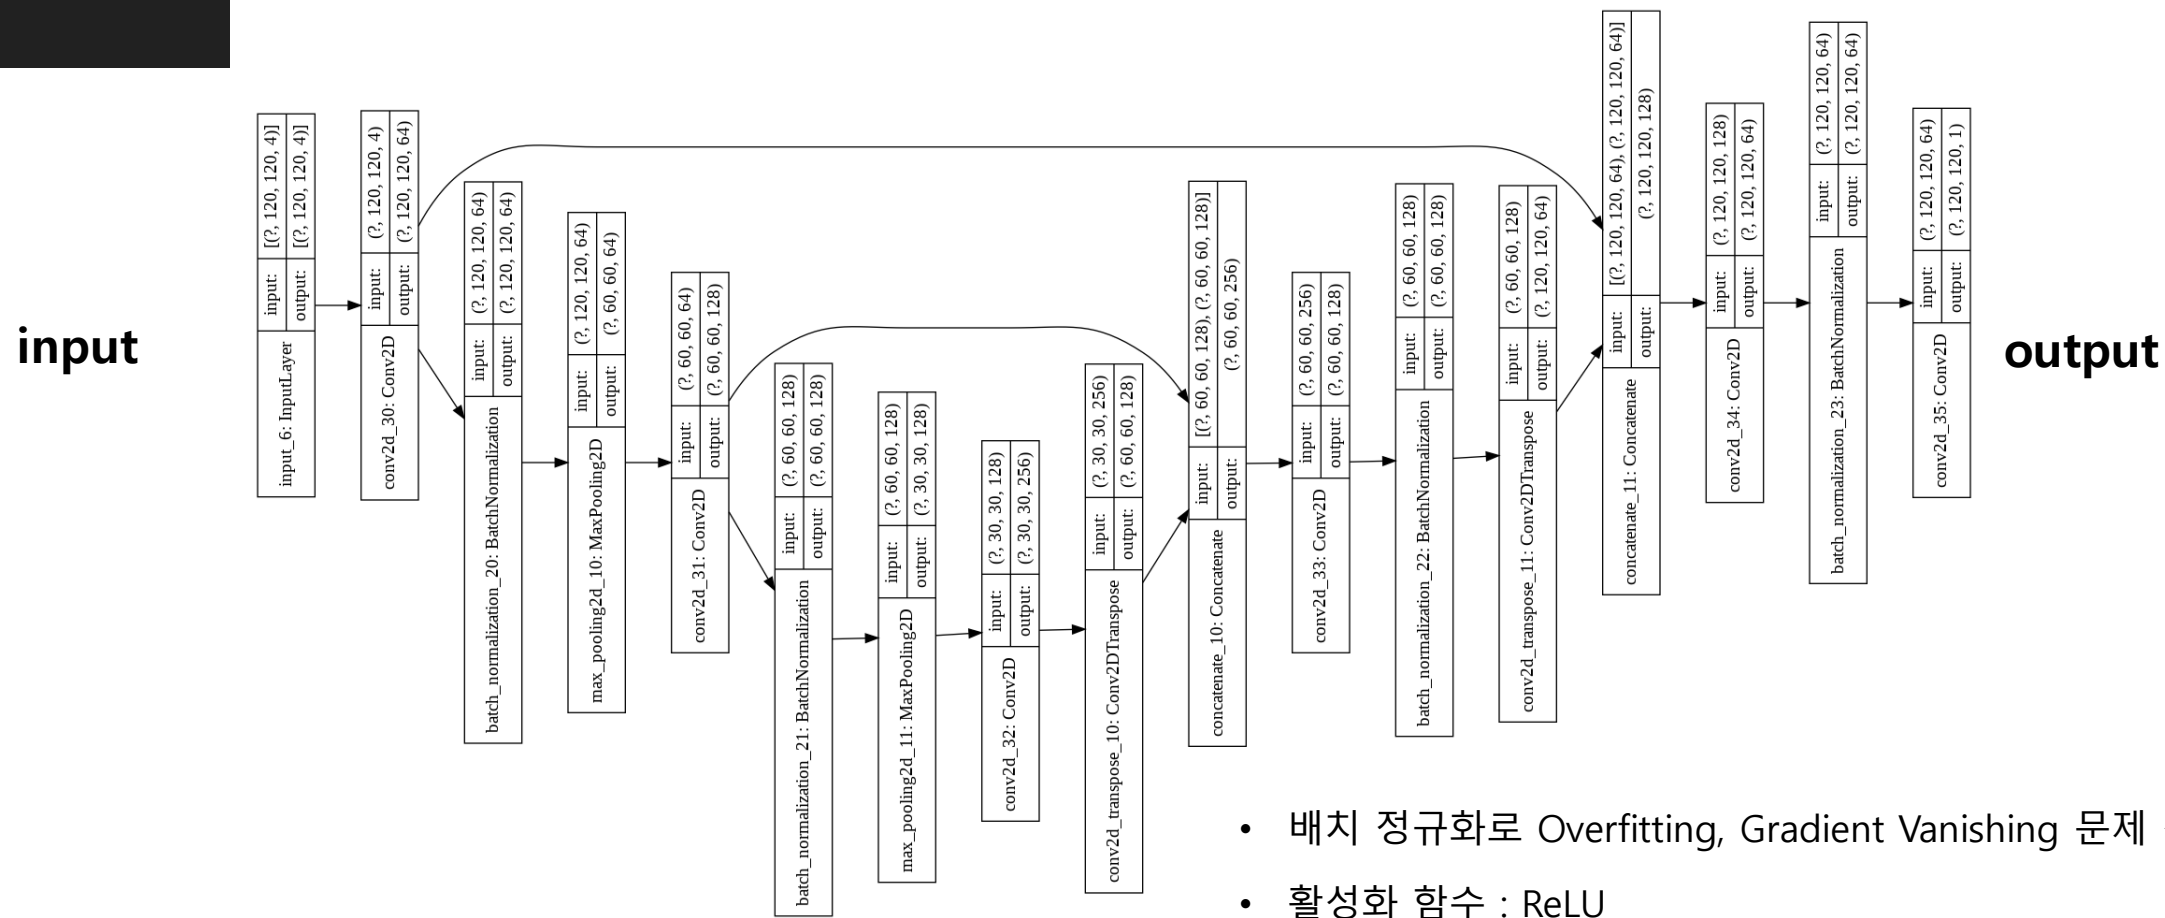 input
input_6: InputLayer
input: [(?, 120, 120, 4)]
output: [(?, 120, 120, 4)]
conv2d_30: Conv2D
input: (?, 120, 120, 4)
output: (?, 120, 120, 64)
batch_normalization_20: BatchNormalization
input: (?, 120, 120, 64)
output: (?, 120, 120, 64)
max_pooling2d_10: MaxPooling2D
input: (?, 120, 120, 64)
output: (?, 60, 60, 64)
conv2d_31: Conv2D
input: (?, 60, 60, 64)
output: (?, 60, 60, 128)
batch_normalization_21: BatchNormalization
input: (?, 60, 60, 128)
output: (?, 60, 60, 128)
max_pooling2d_11: MaxPooling2D
input: (?, 60, 60, 128)
output: (?, 30, 30, 128)
conv2d_32: Conv2D
input: (?, 30, 30, 128)
output: (?, 30, 30, 256)
conv2d_transpose_10: Conv2DTranspose
input: (?, 30, 30, 256)
output: (?, 60, 60, 128)
concatenate_10: Concatenate
input: [(?, 60, 60, 128), (?, 60, 60, 128)]
output: (?, 60, 60, 256)
conv2d_33: Conv2D
input: (?, 60, 60, 256)
output: (?, 60, 60, 128)
batch_normalization_22: BatchNormalization
input: (?, 60, 60, 128)
output: (?, 60, 60, 128)
conv2d_transpose_11: Conv2DTranspose
input: (?, 60, 60, 128)
output: (?, 120, 120, 64)
concatenate_11: Concatenate
input: [(?, 120, 120, 64), (?, 120, 120, 64)]
output: (?, 120, 120, 128)
conv2d_34: Conv2D
input: (?, 120, 120, 128)
output: (?, 120, 120, 64)
batch_normalization_23: BatchNormalization
input: (?, 120, 120, 64)
output: (?, 120, 120, 64)
conv2d_35: Conv2D
input: (?, 120, 120, 64)
output: (?, 120, 120, 1)
output
• 배치 정규화로 Overfitting, Gradient Vanishing 문제
• 활성화 함수 : ReLU